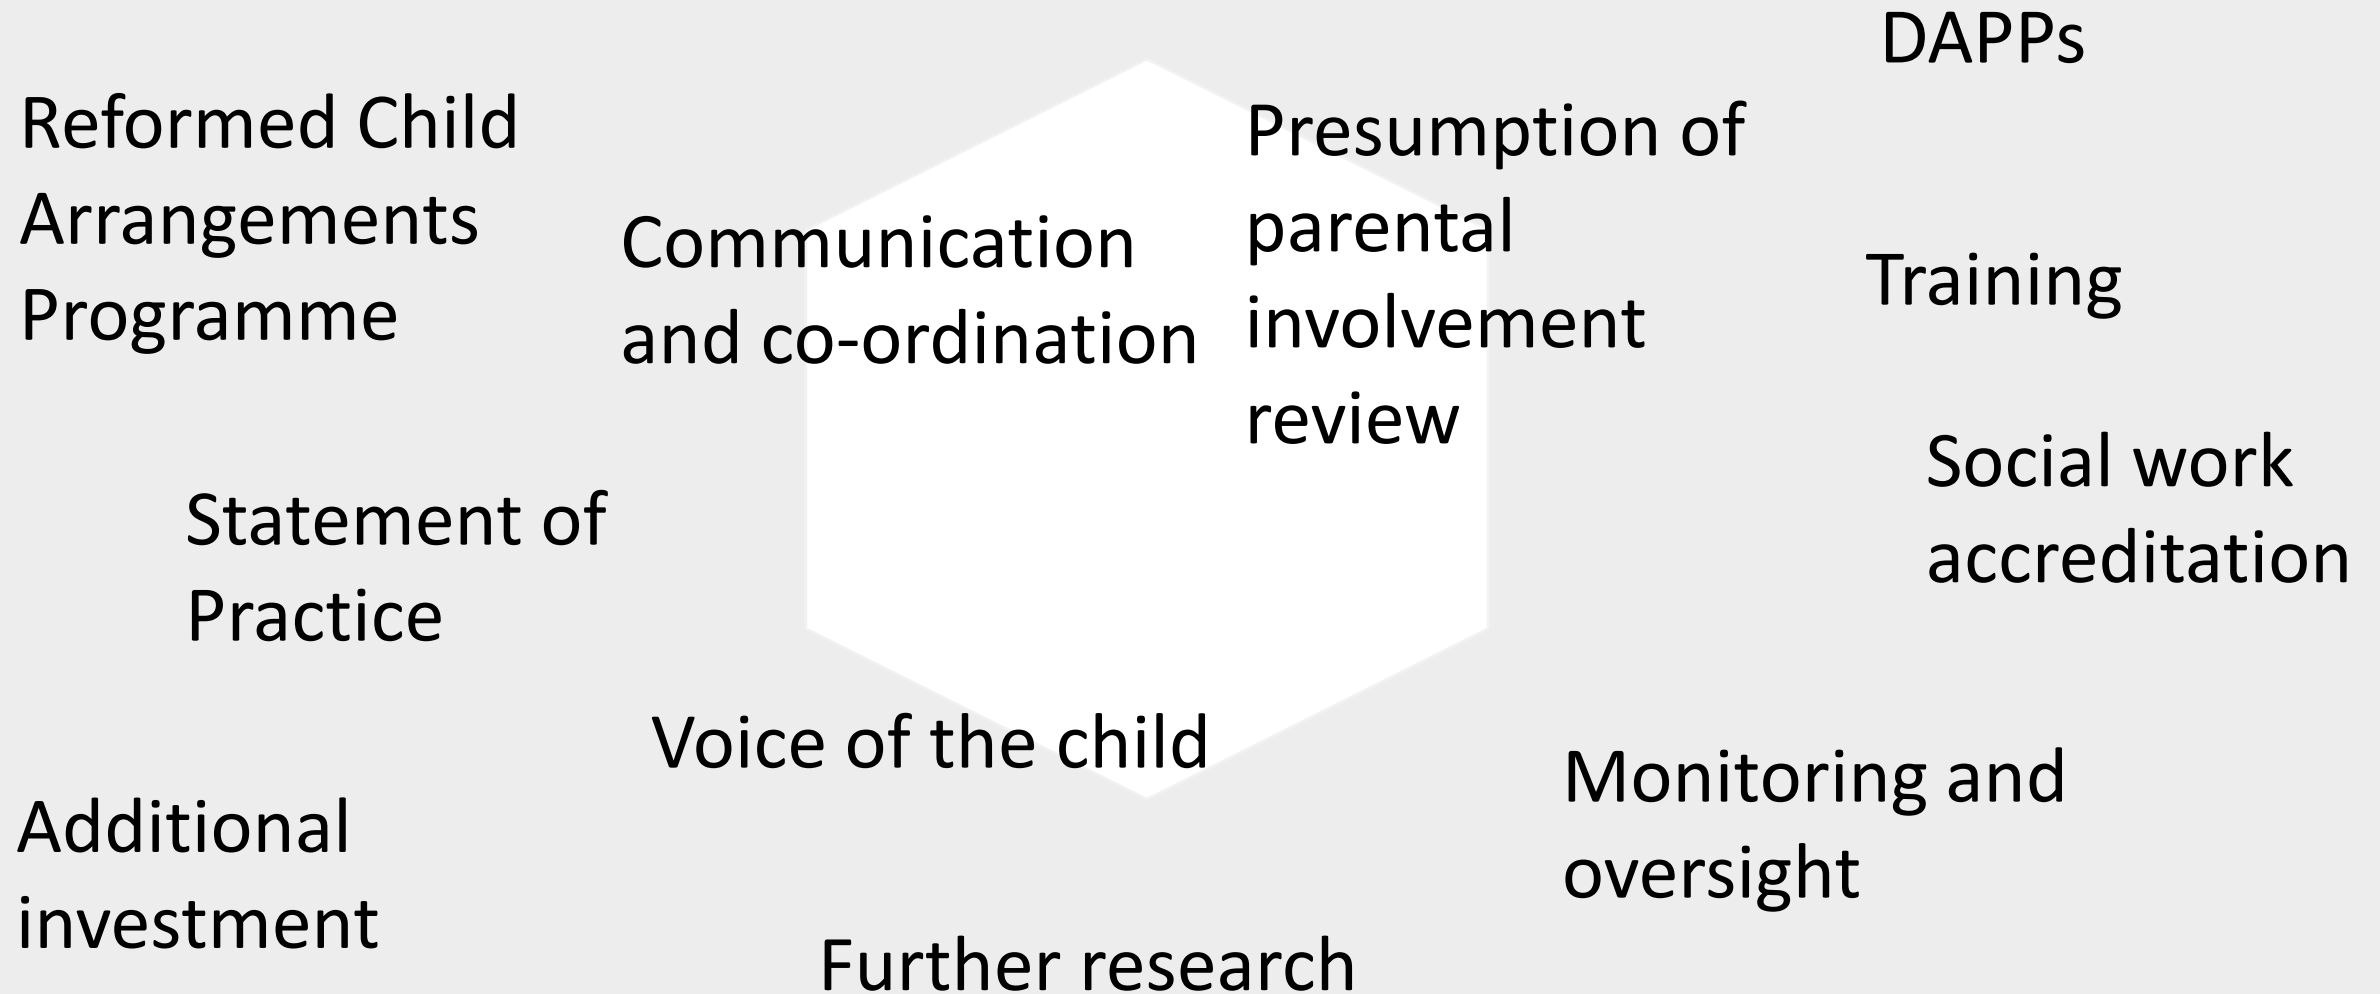 DAPPs
Reformed Child
Arrangements
Programme
Communication
and co-ordination
Presumption of
parental
involvement
review
Training
Statement of
Practice
Social work
accreditation
Voice of the child
Monitoring and
oversight
Additional
investment
Further research